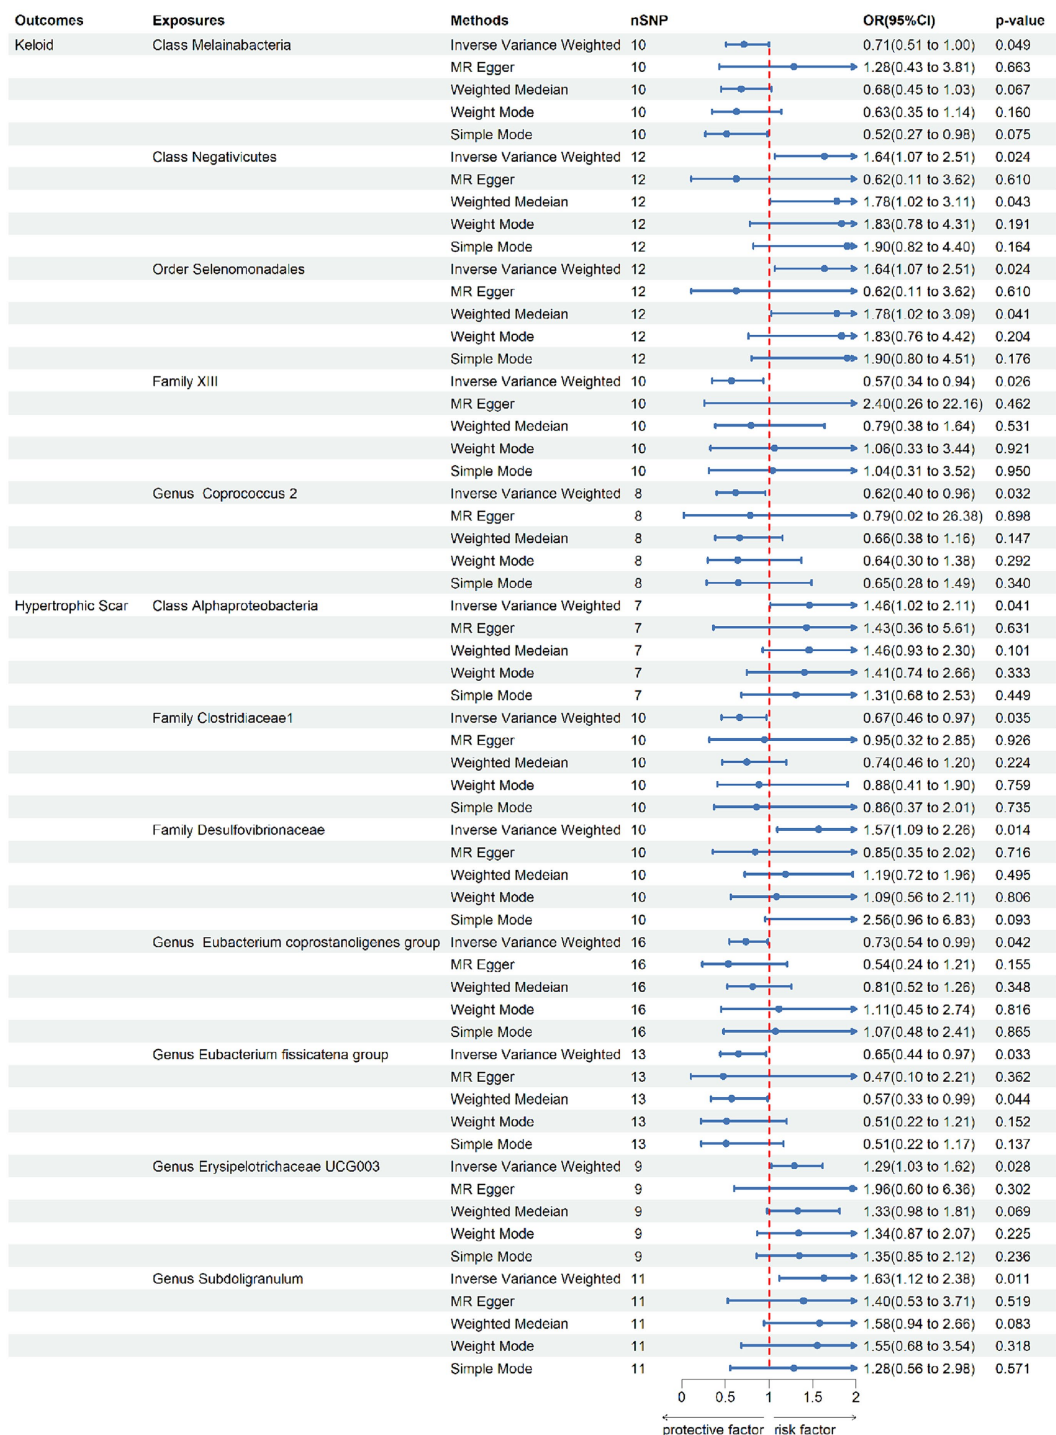 Outcomes Exposures Methods nSNP OR(95%CI) p-value
Keloid Class Melainabacteria Inverse Variance Weighted 10 0.71(0.51 to 1.00) 0.049
MR Egger 10 1.28(0.43 to 3.81) 0.663
Weighted Medeian 10 0.68(0.45 to 1.03) 0.067
Weight Mode 10 0.63(0.35 to 1.14) 0.160
Simple Mode 10 0.52(0.27 to 0.98) 0.075
Class Negativicutes Inverse Variance Weighted 12 1.64(1.07 to 2.51) 0.024
MR Egger 12 0.62(0.11 to 3.62) 0.610
Weighted Medeian 12 1.78(1.02 to 3.11) 0.043
Weight Mode 12 1.83(0.78 to 4.31) 0.191
Simple Mode 12 1.90(0.82 to 4.40) 0.164
Order Selenomonadales Inverse Variance Weighted 12 1.64(1.07 to 2.51) 0.024
MR Egger 12 0.62(0.11 to 3.62) 0.610
Weighted Medeian 12 1.78(1.02 to 3.09) 0.041
Weight Mode 12 1.83(0.76 to 4.42) 0.204
Simple Mode 12 1.90(0.80 to 4.51) 0.176
Family XIII Inverse Variance Weighted 10 0.57(0.34 to 0.94) 0.026
MR Egger 10 2.40(0.26 to 22.16) 0.462
Weighted Medeian 10 0.79(0.38 to 1.64) 0.531
Weight Mode 10 1.06(0.33 to 3.44) 0.921
Simple Mode 10 1.04(0.31 to 3.52) 0.950
Genus Coprococcus 2 Inverse Variance Weighted 8 0.62(0.40 to 0.96) 0.032
MR Egger 8 0.79(0.02 to 26.38) 0.898
Weighted Medeian 8 0.66(0.38 to 1.16) 0.147
Weight Mode 8 0.64(0.30 to 1.38) 0.292
Simple Mode 8 0.65(0.28 to 1.49) 0.340
Hypertrophic Scar Class Alphaproteobacteria Inverse Variance Weighted 7 1.46(1.02 to 2.11) 0.041
MR Egger 7 1.43(0.36 to 5.61) 0.631
Weighted Medeian 7 1.46(0.93 to 2.30) 0.101
Weight Mode 7 1.41(0.74 to 2.66) 0.333
Simple Mode 7 1.31(0.68 to 2.53) 0.449
Family Clostridiaceae1 Inverse Variance Weighted 10 0.67(0.46 to 0.97) 0.035
MR Egger 10 0.95(0.32 to 2.85) 0.926
Weighted Medeian 10 0.74(0.46 to 1.20) 0.224
Weight Mode 10 0.88(0.41 to 1.90) 0.759
Simple Mode 10 0.86(0.37 to 2.01) 0.735
Family Desulfovibrionaceae Inverse Variance Weighted 10 1.57(1.09 to 2.26) 0.014
MR Egger 10 0.85(0.35 to 2.02) 0.716
Weighted Medeian 10 1.19(0.72 to 1.96) 0.495
Weight Mode 10 1.09(0.56 to 2.11) 0.806
Simple Mode 10 2.56(0.96 to 6.83) 0.093
Genus Eubacterium coprostanoligenes group Inverse Variance Weighted 16 0.73(0.54 to 0.99) 0.042
MR Egger 16 0.54(0.24 to 1.21) 0.155
Weighted Medeian 16 0.81(0.52 to 1.26) 0.348
Weight Mode 16 1.11(0.45 to 2.74) 0.816
Simple Mode 16 1.07(0.48 to 2.41) 0.865
Genus Eubacterium fissicatena group Inverse Variance Weighted 13 0.65(0.44 to 0.97) 0.033
MR Egger 13 0.47(0.10 to 2.21) 0.362
Weighted Medeian 13 0.57(0.33 to 0.99) 0.044
Weight Mode 13 0.51(0.22 to 1.21) 0.152
Simple Mode 13 0.51(0.22 to 1.17) 0.137
Genus Erysipelotrichaceae UCG003 Inverse Variance Weighted 9 1.29(1.03 to 1.62) 0.028
MR Egger 9 1.96(0.60 to 6.36) 0.302
Weighted Medeian 9 1.33(0.98 to 1.81) 0.069
Weight Mode 9 1.34(0.87 to 2.07) 0.225
Simple Mode 9 1.35(0.85 to 2.12) 0.236
Genus Subdoligranulum Inverse Variance Weighted 11 1.63(1.12 to 2.38) 0.011
MR Egger 11 1.40(0.53 to 3.71) 0.519
Weighted Medeian 11 1.58(0.94 to 2.66) 0.083
Weight Mode 11 1.55(0.68 to 3.54) 0.318
Simple Mode 11 1.28(0.56 to 2.98) 0.571
0 0.5 1 1.5 2
protective factor risk factor